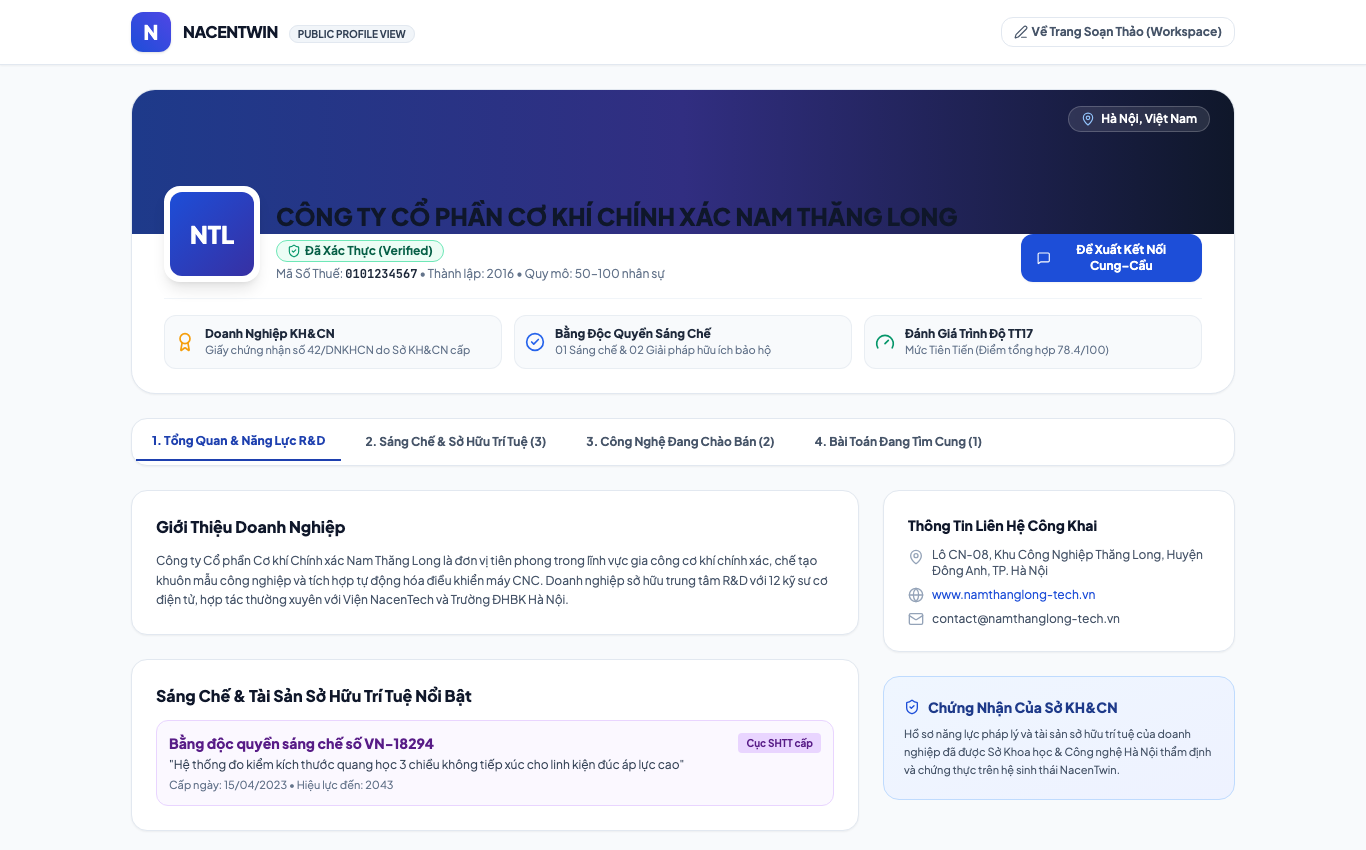 N
NACENTWIN
PUBLIC PROFILE VIEW
Về Trang Soạn Thảo (Workspace)
Hà Nội, Việt Nam
NTL
CÔNG TY CỔ PHẦN CƠ KHÍ CHÍNH XÁC NAM THĂNG LONG
Đã Xác Thực (Verified)
Mã Số Thuế: 0101234567 • Thành lập: 2016 • Quy mô: 50–100 nhân sự
Đề Xuất Kết Nối
Cung–Cầu
Doanh Nghiệp KH&CN
Giấy chứng nhận số 42/DNKHCN do Sở KH&CN cấp
Bằng Độc Quyền Sáng Chế
01 Sáng chế & 02 Giải pháp hữu ích bảo hộ
Đánh Giá Trình Độ TT17
Mức Tiên Tiến (Điểm tổng hợp 78.4/100)
1. Tổng Quan & Năng Lực R&D
2. Sáng Chế & Sở Hữu Trí Tuệ (3)
3. Công Nghệ Đang Chào Bán (2)
4. Bài Toán Đang Tìm Cung (1)
Giới Thiệu Doanh Nghiệp
Công ty Cổ phần Cơ khí Chính xác Nam Thăng Long là đơn vị tiên phong trong lĩnh vực gia công cơ khí chính xác, chế tạo
khuôn mẫu công nghiệp và tích hợp tự động hóa điều khiển máy CNC. Doanh nghiệp sở hữu trung tâm R&D với 12 kỹ sư cơ
điện tử, hợp tác thường xuyên với Viện NacenTech và Trường ĐHBK Hà Nội.
Sáng Chế & Tài Sản Sở Hữu Trí Tuệ Nổi Bật
Bằng độc quyền sáng chế số VN-18294
Cục SHTT cấp
"Hệ thống đo kiểm kích thước quang học 3 chiều không tiếp xúc cho linh kiện đúc áp lực cao"
Cấp ngày: 15/04/2023 • Hiệu lực đến: 2043
Thông Tin Liên Hệ Công Khai
Lô CN-08, Khu Công Nghiệp Thăng Long, Huyện
Đông Anh, TP. Hà Nội
www.namthanglong-tech.vn
contact@namthanglong-tech.vn
Chứng Nhận Của Sở KH&CN
Hồ sơ năng lực pháp lý và tài sản sở hữu trí tuệ của doanh
nghiệp đã được Sở Khoa học & Công nghệ Hà Nội thẩm định
và chứng thực trên hệ sinh thái NacenTwin.